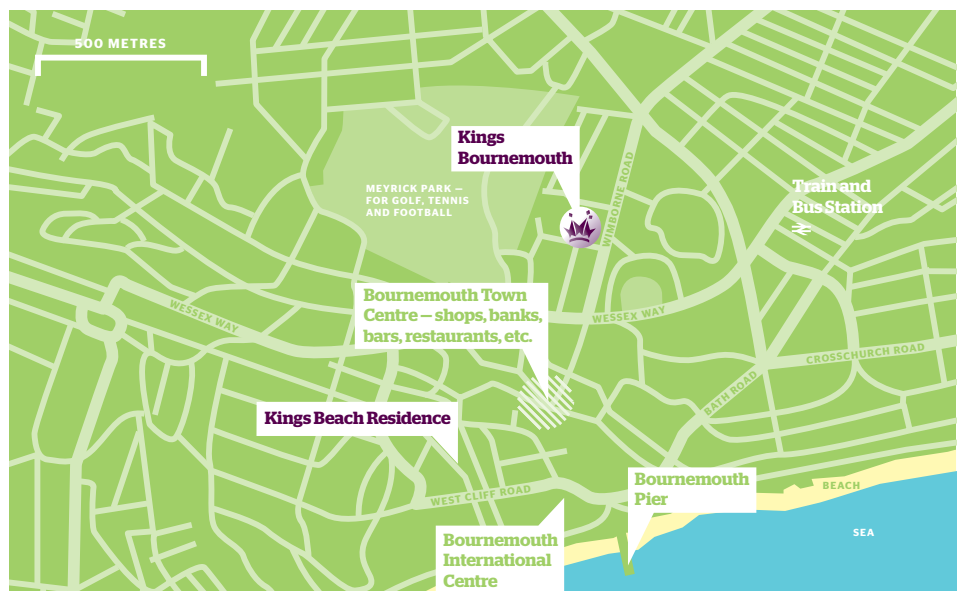 500 METRES
Kings
Bournemouth
MEYRICK PARK –
FOR GOLF, TENNIS
AND FOOTBALL
WIMBORNE ROAD
Train and
Bus Station
Bournemouth Town
Centre – shops, banks,
bars, restaurants, etc.
WESSEX WAY
WESSEX WAY
CROSSCHURCH ROAD
BATH ROAD
Kings Beach Residence
WEST CLIFF ROAD
Bournemouth
Pier
BEACH
SEA
Bournemouth
International
Centre